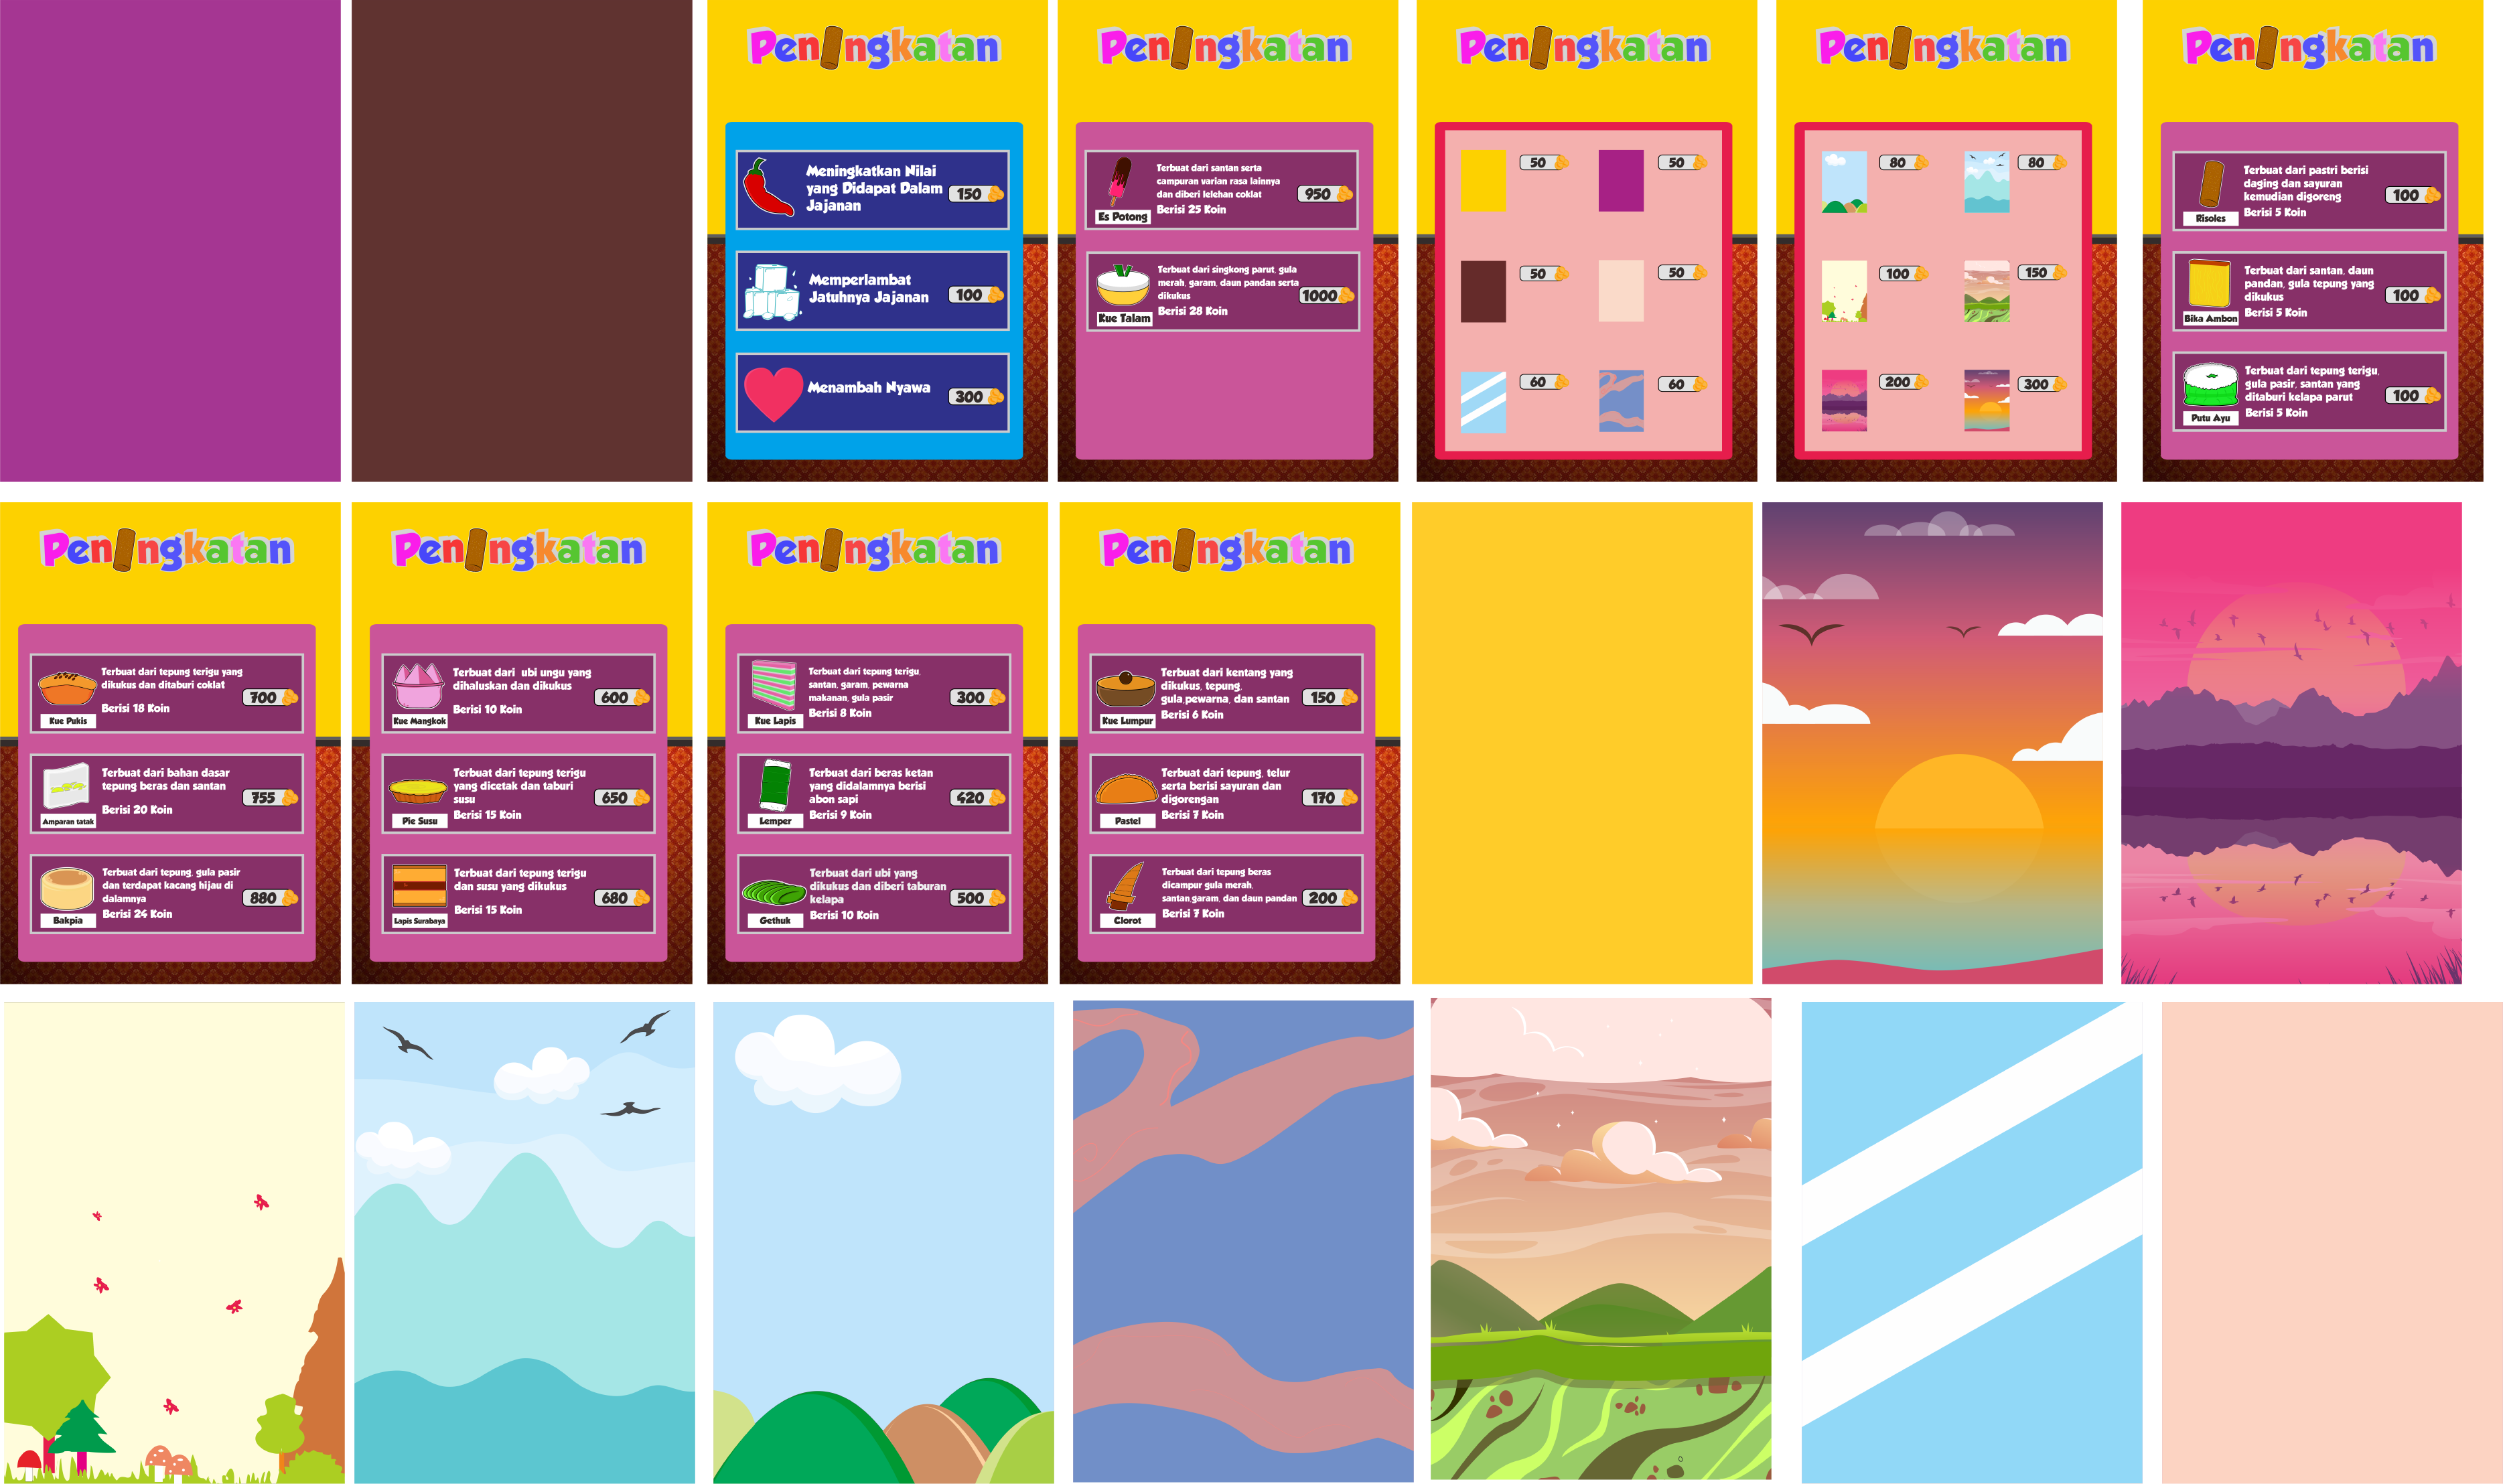 Peningkatan
Meningkatkan Nilai
yang Didapat Dalam
Jajanan
150
Memperlambat
Jatuhnya Jajanan
100
Menambah Nyawa
300
Peningkatan
Terbuat dari santan serta
campuran varian rasa lainnya
dan diberi lelehan coklat
Berisi 25 Koin
950
Es Potong
Terbuat dari singkong parut, gula
merah, garam, daun pandan serta
dikukus
Berisi 28 Koin
1000
Kue Talam
Peningkatan
50
50
50
50
60
60
Peningkatan
80
80
100
150
200
300
Peningkatan
Terbuat dari pastri berisi
daging dan sayuran
kemudian digoreng
Berisi 5 Koin
100
Risoles
Terbuat dari santan, daun
pandan, gula tepung yang
dikukus
Berisi 5 Koin
100
Bika Ambon
Terbuat dari tepung terigu,
gula pasir, santan yang
ditaburi kelapa parut
Berisi 5 Koin
100
Putu Ayu
Peningkatan
Terbuat dari tepung terigu yang
dikukus dan ditaburi coklat
Berisi 18 Koin
700
Kue Pukis
Terbuat dari bahan dasar
tepung beras dan santan
Berisi 20 Koin
755
Amparan tatak
Terbuat dari tepung, gula pasir
dan terdapat kacang hijau di
dalamnya
Berisi 24 Koin
880
Bakpia
Peningkatan
Terbuat dari ubi ungu yang
dihaluskan dan dikukus
Berisi 10 Koin
600
Kue Mangkok
Terbuat dari tepung terigu
yang dicetak dan taburi
susu
Berisi 15 Koin
650
Pie Susu
Terbuat dari tepung terigu
dan susu yang dikukus
Berisi 15 Koin
680
Lapis Surabaya
Peningkatan
Terbuat dari tepung terigu,
santan, garam, pewarna
makanan, gula pasir
Berisi 8 Koin
300
Kue Lapis
Terbuat dari beras ketan
yang didalamnya berisi
abon sapi
Berisi 9 Koin
420
Lemper
Terbuat dari ubi yang
dikukus dan diberi taburan
kelapa
Berisi 10 Koin
500
Gethuk
Peningkatan
Terbuat dari kentang yang
dikukus, tepung,
gula,pewarna, dan santan
Berisi 6 Koin
150
Kue Lumpur
Terbuat dari tepung, telur
serta berisi sayuran dan
digorengan
Berisi 7 Koin
170
Pastel
Terbuat dari tepung beras
dicampur gula merah,
santan garam, dan daun pandan
Berisi 7 Koin
200
Clorot